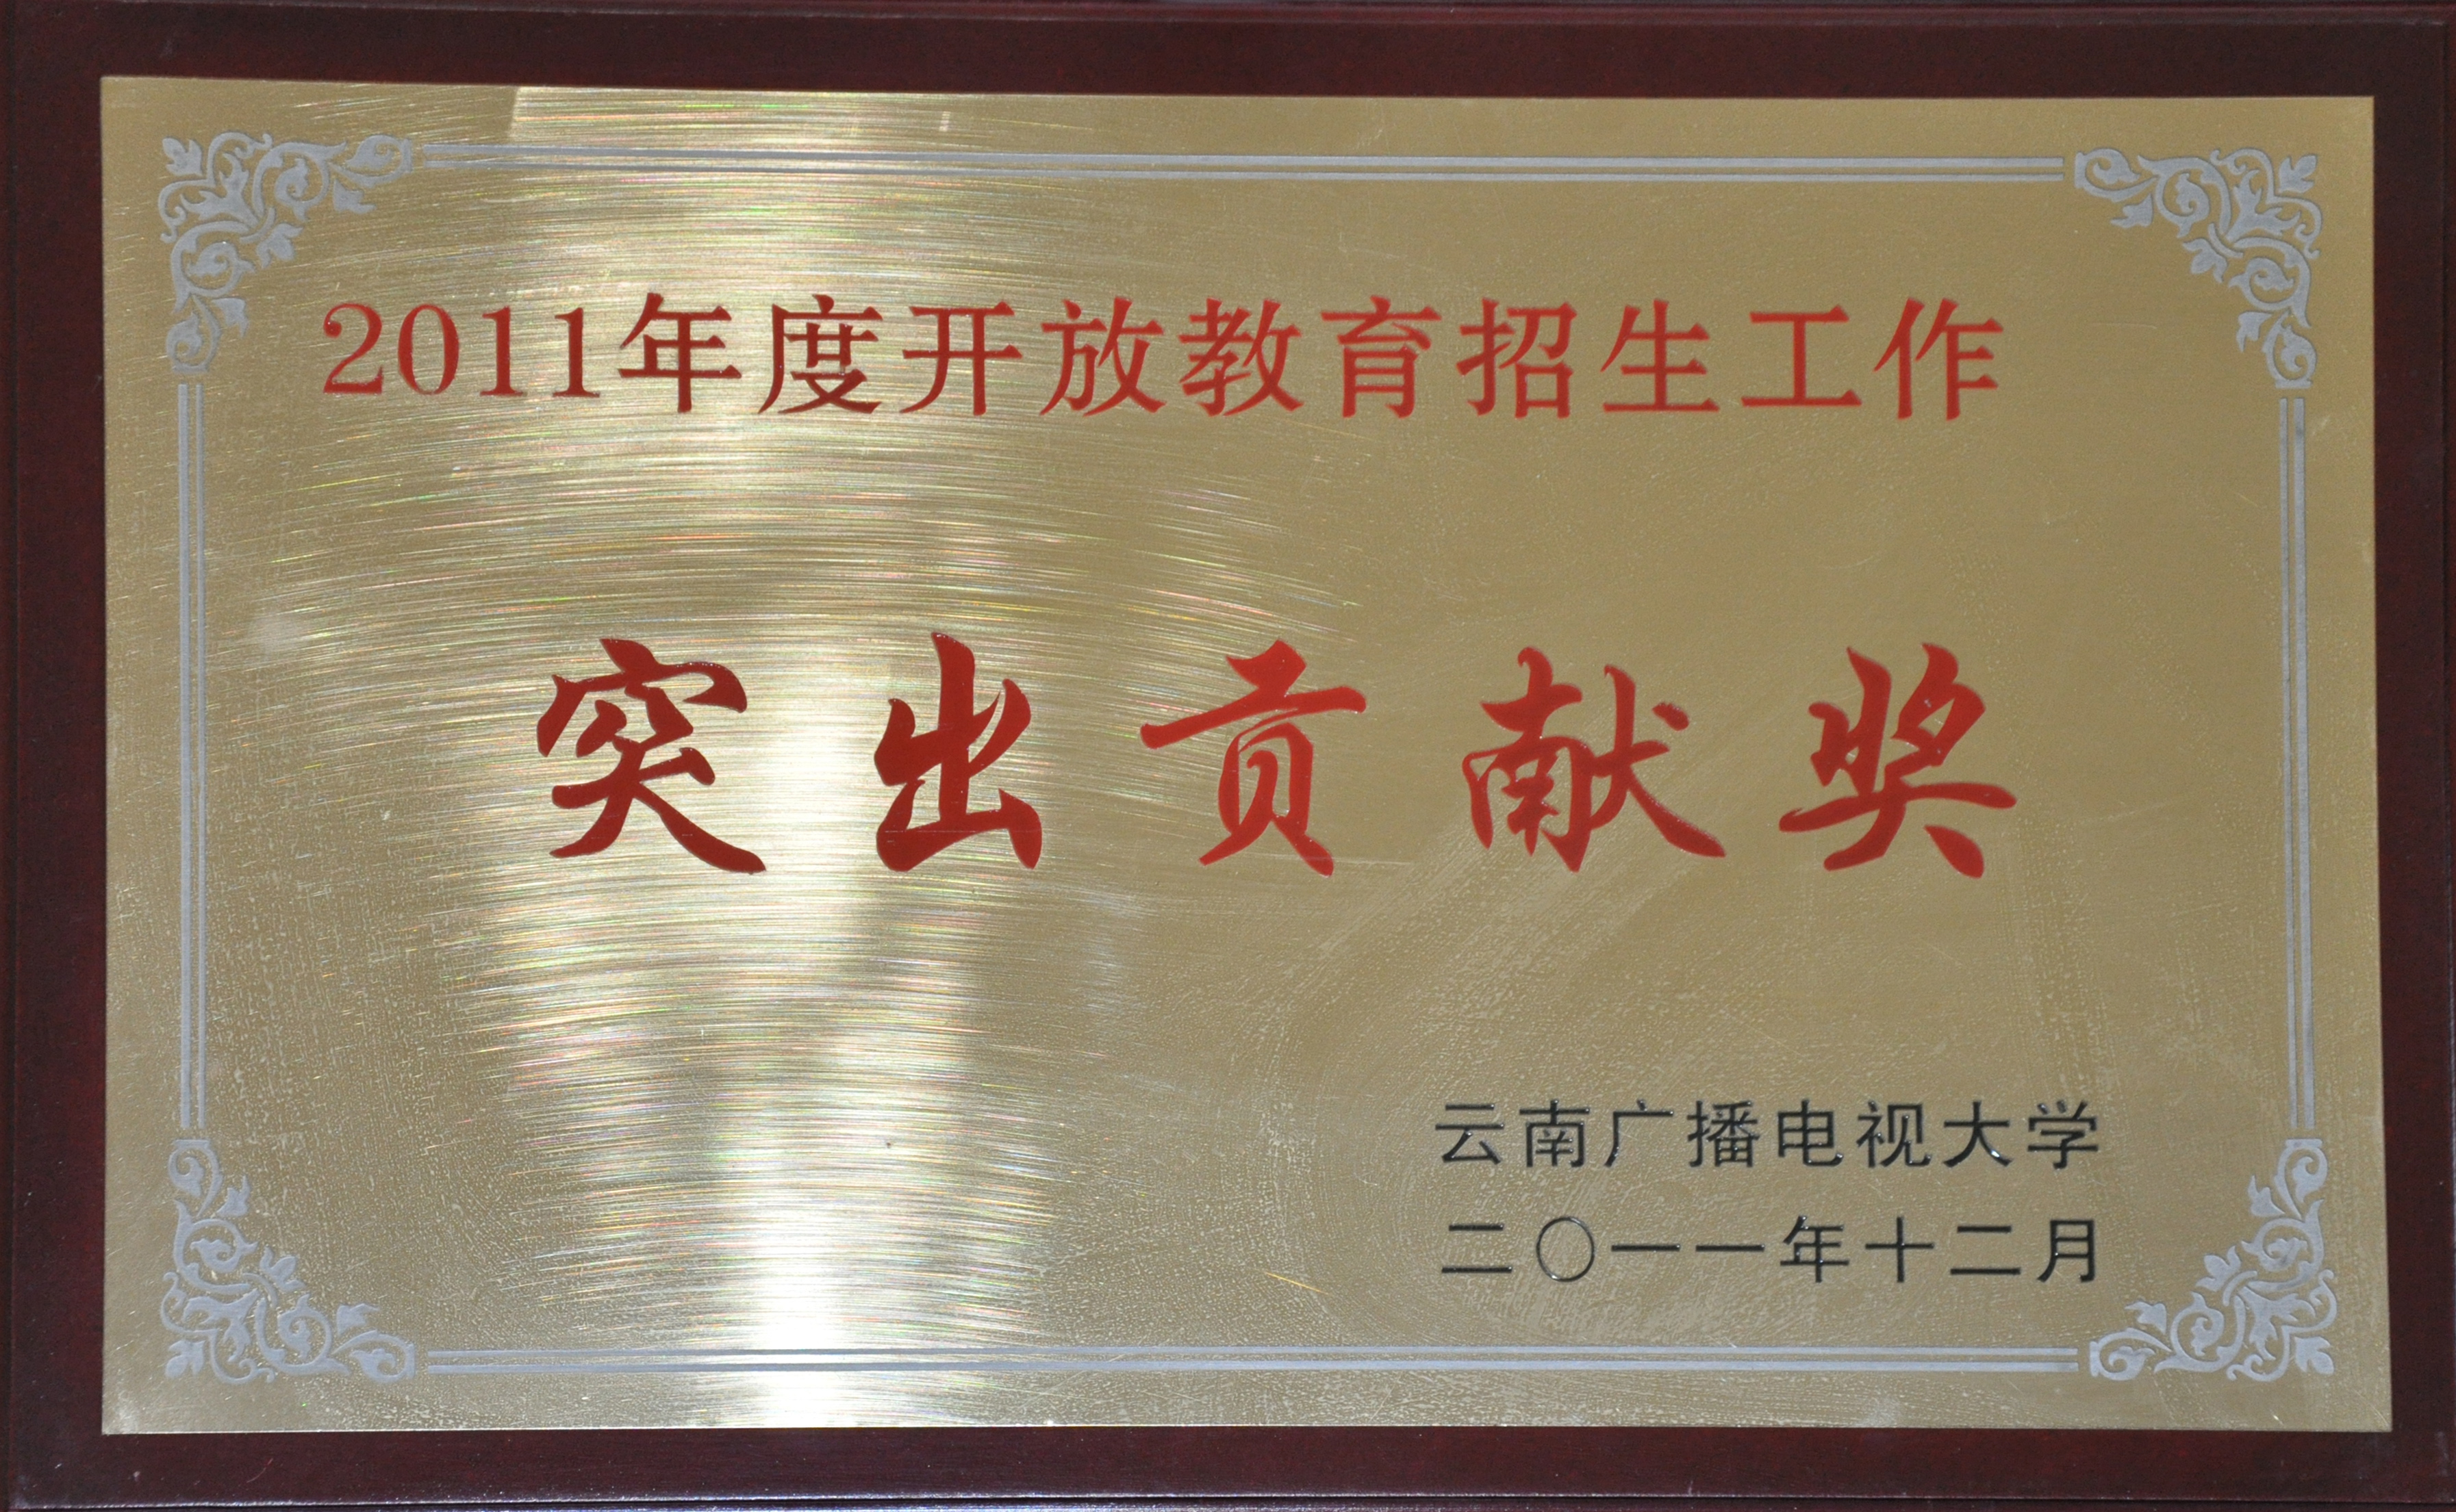 2011年度开放教育招生工作
突出贡献奖
云南广播电视大学
二〇一一年十二月